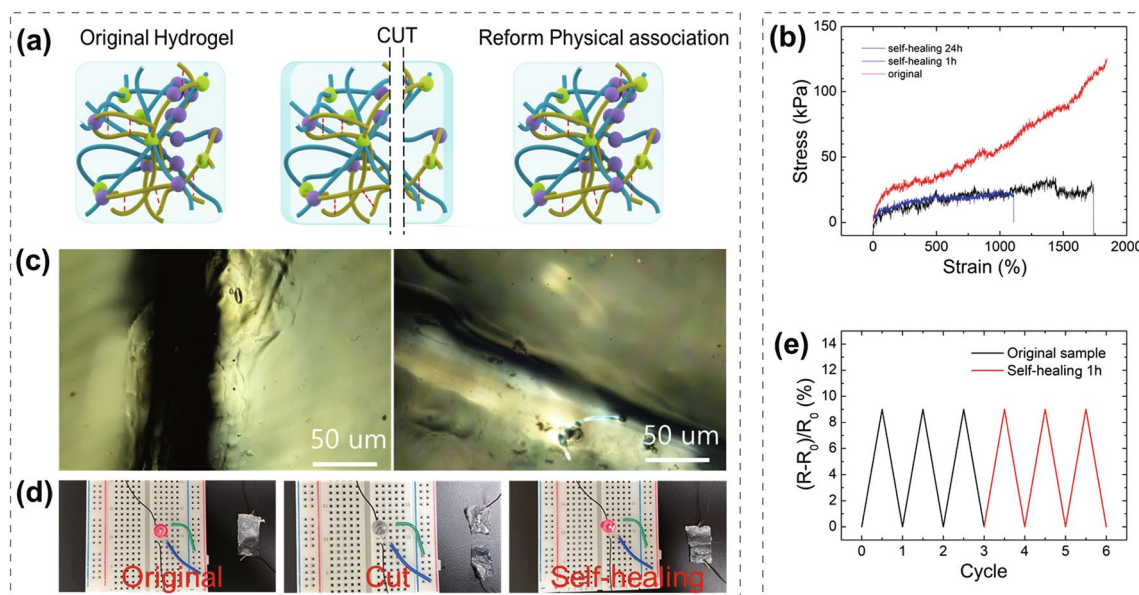 (a)
Original Hydrogel
CUT
Reform Physical association
(b)
Stress (kPa)
150
100
50
0
self-healing 24h
self-healing 1h
original
0 500 1000 1500 2000
Strain (%)
(c)
50 um
50 um
(d)
Original
Cut
Self-healing
(e)
(R-R0)/R0 (%)
14
12
10
8
6
4
2
0
Original sample
Self-healing 1h
0 1 2 3 4 5 6
Cycle